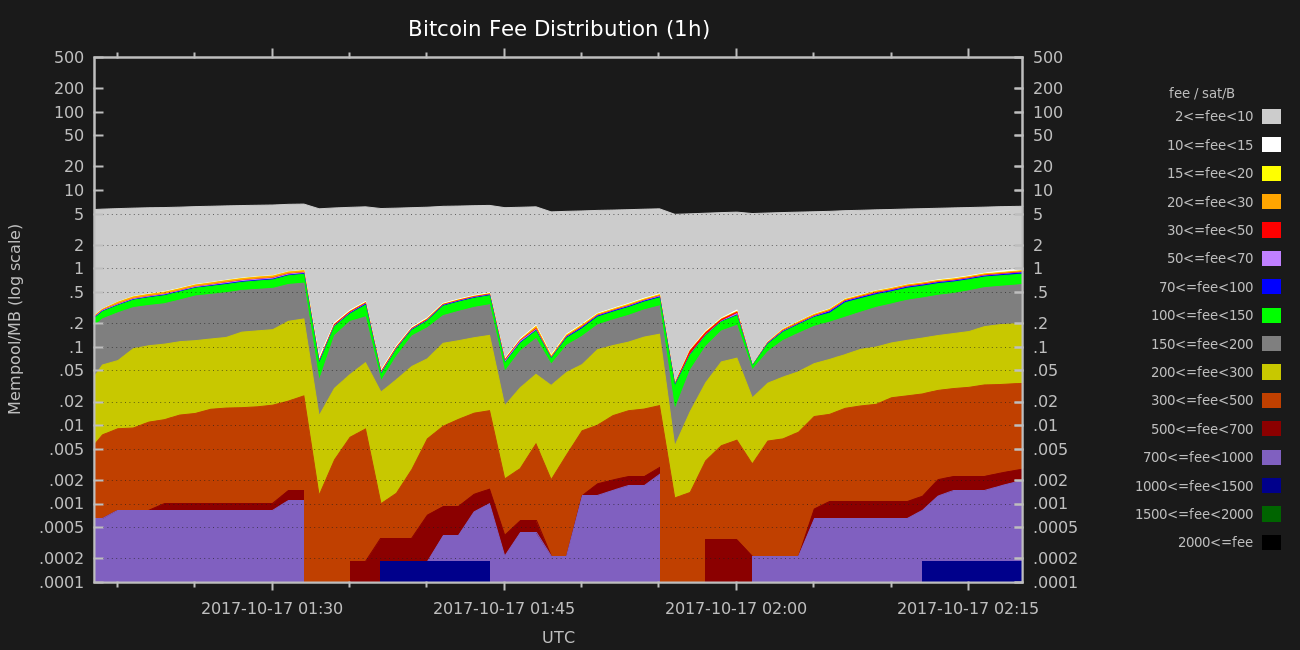 Bitcoin Fee Distribution (1h)
Mempool/MB (log scale)
500
200
100
50
20
10
5
2
1
.5
.2
.1
.05
.02
.01
.005
.002
.001
.0005
.0002
.0001
500
200
100
50
20
10
5
2
1
.5
.2
.1
.05
.02
.01
.005
.002
.001
.0005
.0002
.0001
2017-10-17 01:30 2017-10-17 01:45 2017-10-17 02:00 2017-10-17 02:15
UTC
fee / sat/B
2<=fee<10
10<=fee<15
15<=fee<20
20<=fee<30
30<=fee<50
50<=fee<70
70<=fee<100
100<=fee<150
150<=fee<200
200<=fee<300
300<=fee<500
500<=fee<700
700<=fee<1000
1000<=fee<1500
1500<=fee<2000
2000<=fee